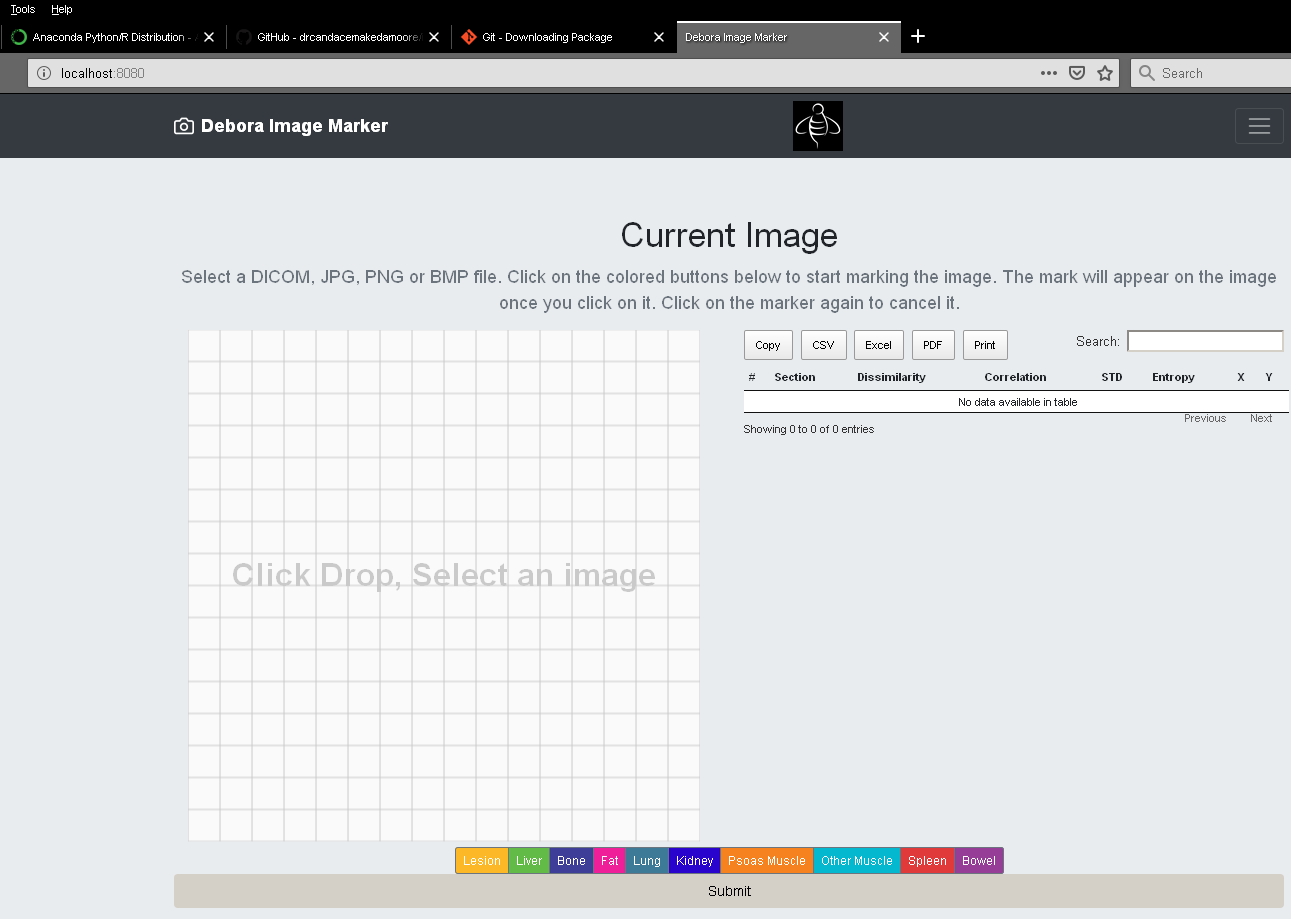 Tools Help
Anaconda Python/R Distribution - GitHub - drcandacemakedamoore/ Git - Downloading Package Debora Image Marker
localhost:8080 Search
Debora Image Marker
Current Image
Select a DICOM, JPG, PNG or BMP file. Click on the colored buttons below to start marking the image. The mark will appear on the image
once you click on it. Click on the marker again to cancel it.
Copy CSV Excel PDF Print Search:
# Section Dissimilarity Correlation STD Entropy X Y
No data available in table
Previous Next
Showing 0 to 0 of 0 entries
Click Drop, Select an image
Lesion Liver Bone Fat Lung Kidney Psoas Muscle Other Muscle Spleen Bowel
Submit